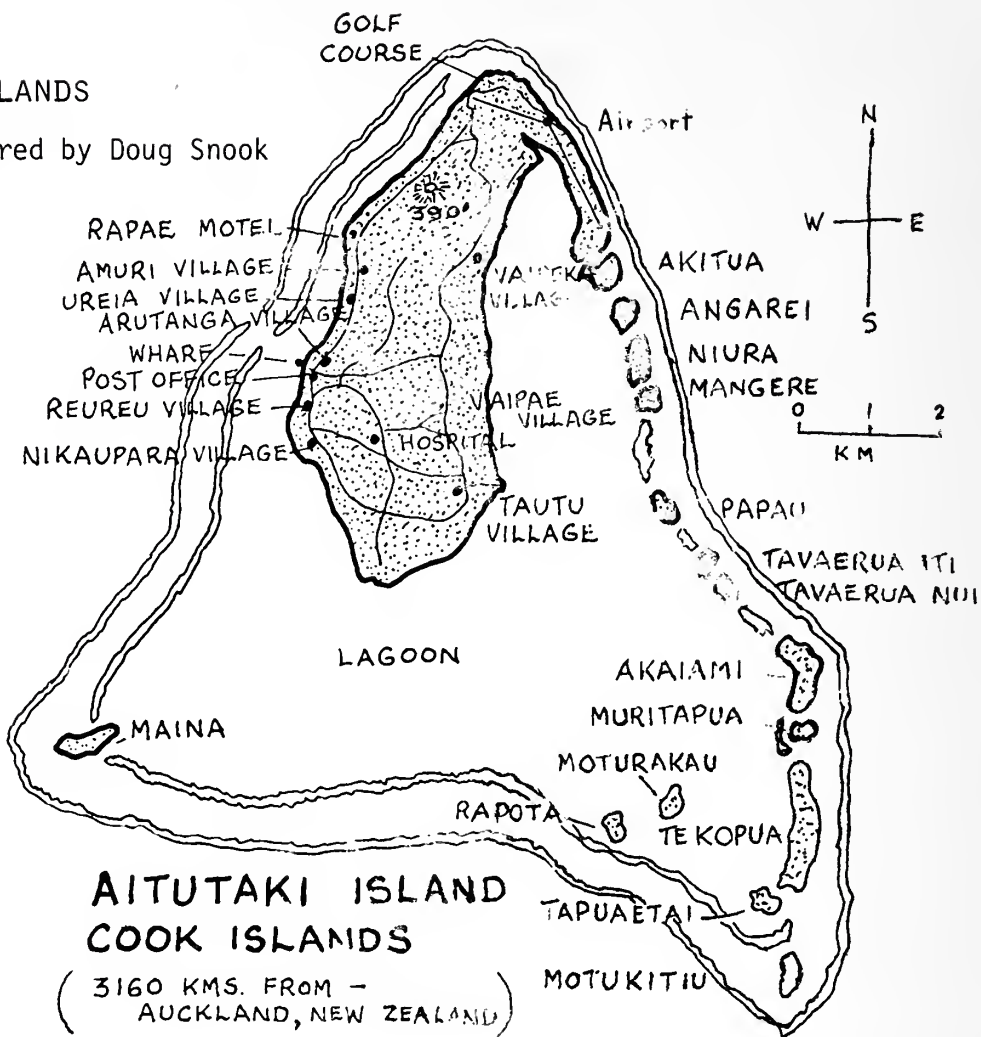 GOLF
COURSE
LANDS
red by Doug Snook
Airport
N
W
E
S
RAPAE MOTEL
AMURI VILLAGE
UREIA VILLAGE
ARUTANGA VILLAGE
WHARF
POST OFFICE
REUREU VILLAGE
NIKAUPARA VILLAGE
390
VILLAGE
AKITUA
ANGAREI
NIURA
MANGERE
0 1 2
KM
VAIPAE
VILLAGE
HOSPITAL
TAUTU
VILLAGE
PAPAU
TAVAERUA ITI
TAVAERUA NUI
LAGOON
AKAIAMI
MURITAPUA
MAINA
MOTURAKAU
RAPOTA
TEKOPUA
AITUTAKI ISLAND
COOK ISLANDS
TAPUAETAI
(3160 KMS. FROM –
AUCKLAND, NEW ZEALAND)
MOTUKITIU